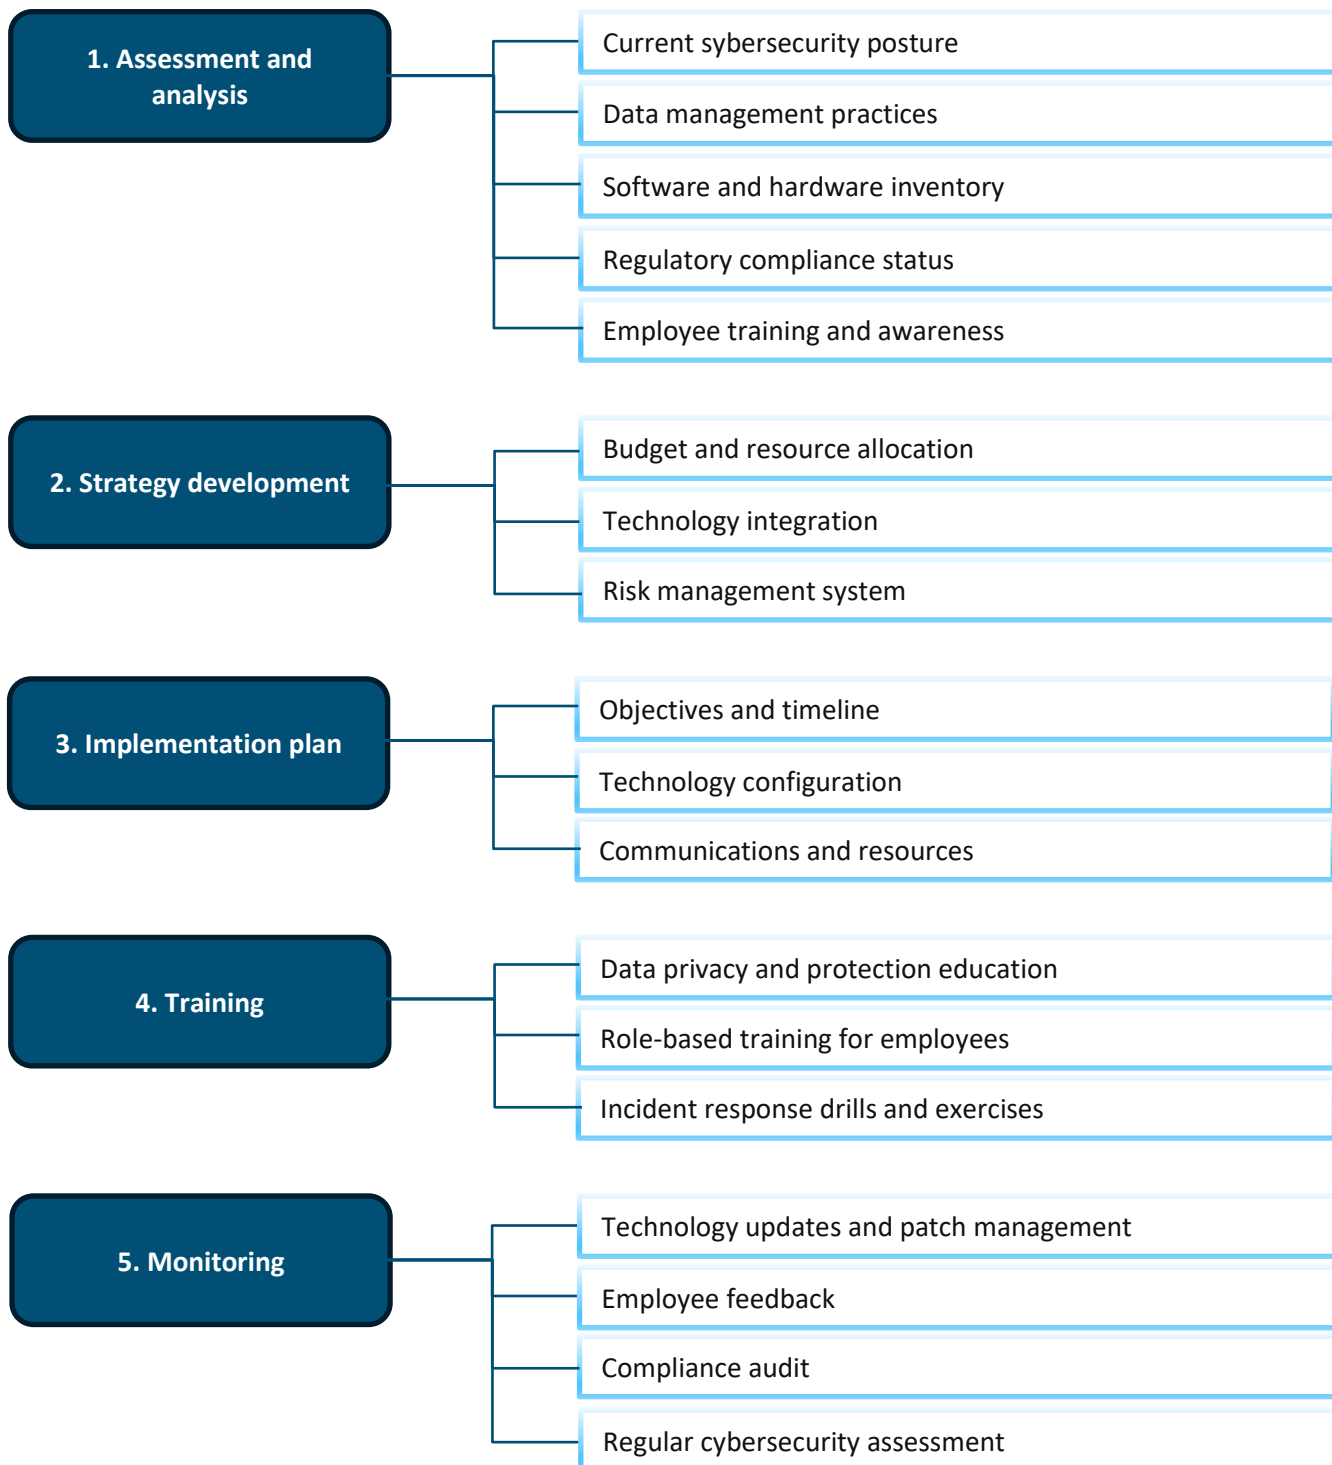 1. Assessment and
analysis
Current sybersecurity posture
Data management practices
Software and hardware inventory
Regulatory compliance status
Employee training and awareness
2. Strategy development
Budget and resource allocation
Technology integration
Risk management system
3. Implementation plan
Objectives and timeline
Technology configuration
Communications and resources
4. Training
Data privacy and protection education
Role-based training for employees
Incident response drills and exercises
5. Monitoring
Technology updates and patch management
Employee feedback
Compliance audit
Regular cybersecurity assessment